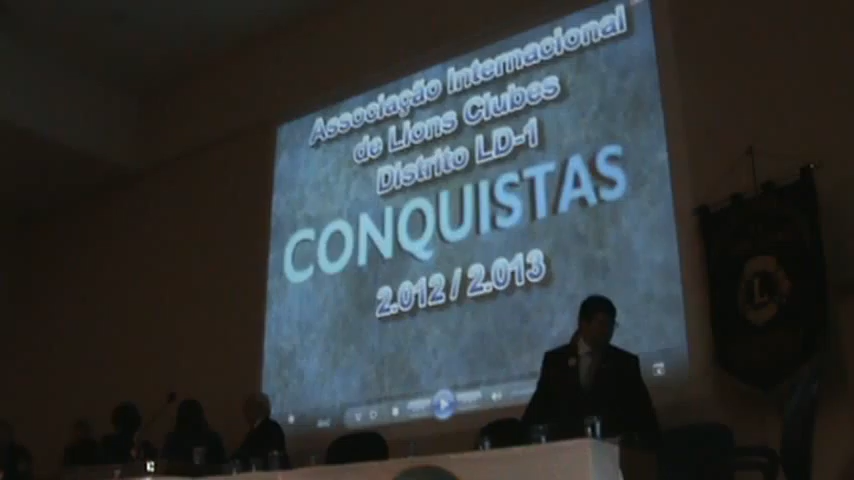 Associação Internacional
de Lions Clubes
Distrito LD-1
CONQUISTAS
2.012 / 2.013
L